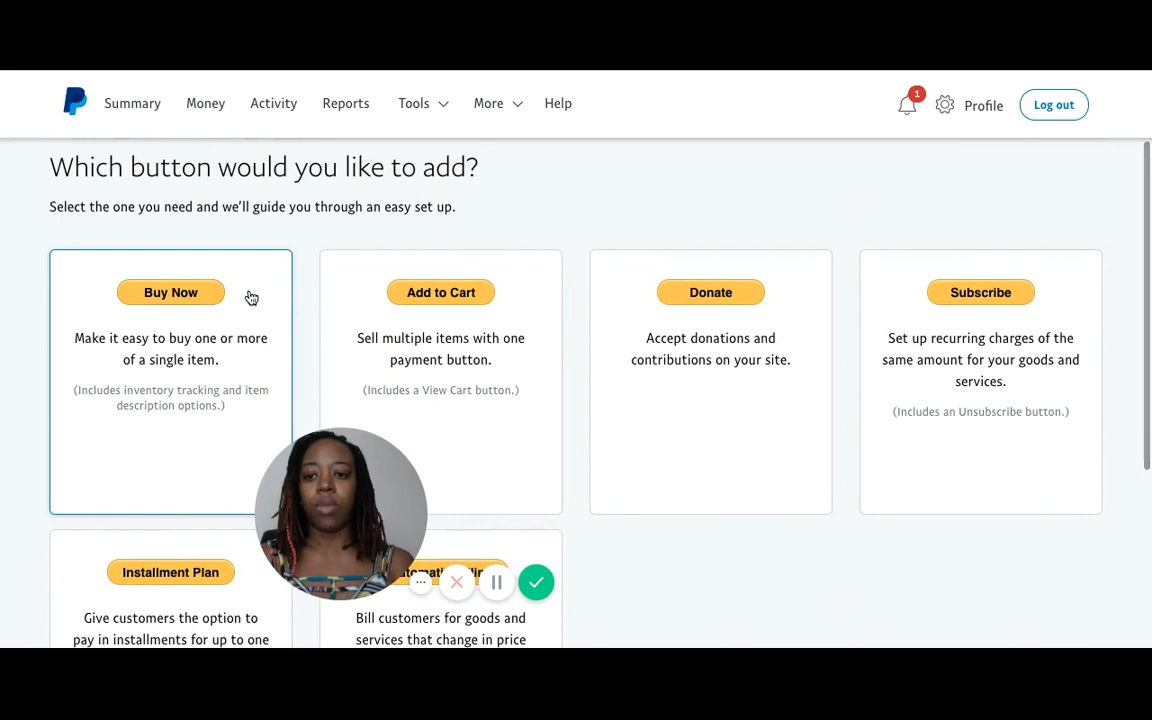 Summary Money Activity Reports Tools More Help 1 Profile Log out
Which button would you like to add?
Select the one you need and we'll guide you through an easy set up.
Buy Now
Make it easy to buy one or more
of a single item.
(Includes inventory tracking and item
description options.)
Add to Cart
Sell multiple items with one
payment button.
(Includes a View Cart button.)
Donate
Accept donations and
contributions on your site.
Subscribe
Set up recurring charges of the
same amount for your goods and
services.
(Includes an Unsubscribe button.)
Installment Plan
Give customers the option to
pay in installments for up to one
Bill customers for goods and
services that change in price